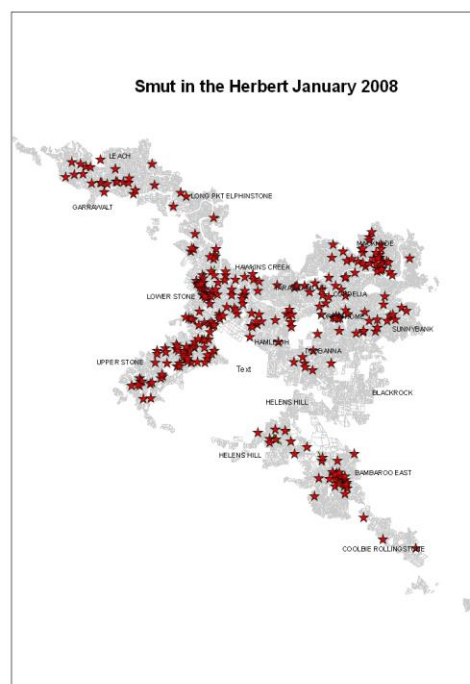 Smut in the Herbert January 2008
LEACH
LONG PKT ELPHINSTONE
GARRAWALT
HAWKINS CREEK
LOWER STONE
SUNNYBANK
HAMLEIGH
UPPER STONE
Text
BLACKROCK
HELENS HILL
HELENS HILL
BAMBAROO EAST
COOLBIE ROLLINGSTONE